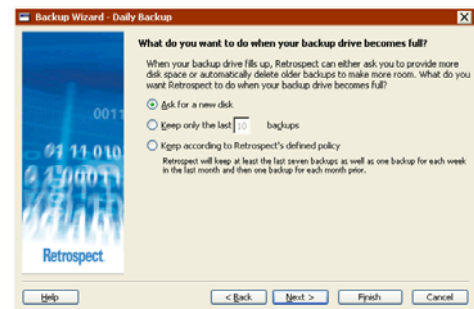 Backup Wizard - Daily Backup
What do you want to do when your backup drive becomes full?
When your backup drive fills up, Retrospect can either ask you to provide more
disk space or automatically delete older backups to make more room. What do you
want Retrospect to do when your backup drive becomes full?
Ask for a new disk
Keep only the last 10 backups
Keep according to Retrospect's defined policy
Retrospect will keep at least the last seven backups as well as one backup for each week
in the last month and then one backup for each month prior.
0011
01 11 010
Retrospect
Help
< Back
Next >
Finish
Cancel